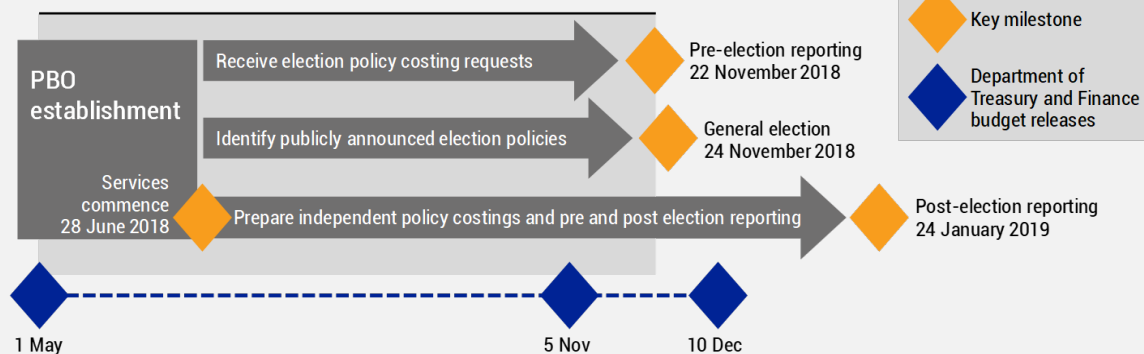 Key milestone
Department of
Treasury and Finance
budget releases
PBO
establishment
Services
commence
28 June 2018
Receive election policy costing requests
Pre-election reporting
22 November 2018
Identify publicly announced election policies
General election
24 November 2018
Prepare independent policy costings and pre and post election reporting
Post-election reporting
24 January 2019
1 May
5 Nov
10 Dec